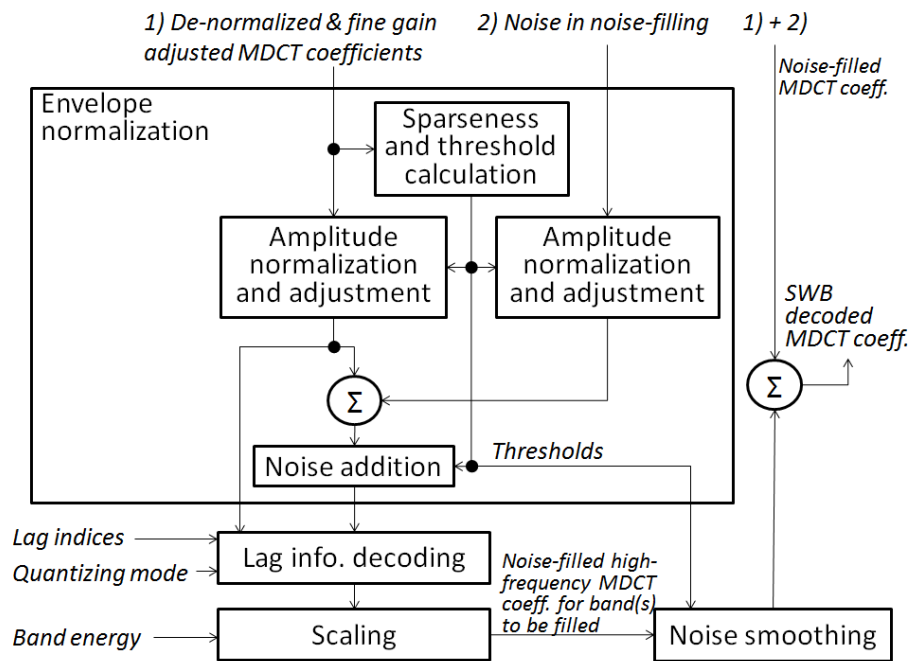 1) De-normalized & fine gain
adjusted MDCT coefficients
2) Noise in noise-filling
1) + 2)
Noise-filled
MDCT coeff.
Envelope
normalization
Sparseness
and threshold
calculation
Amplitude
normalization
and adjustment
Amplitude
normalization
and adjustment
SWB
decoded
MDCT coeff.
Σ
Σ
Noise addition
Thresholds
Lag indices
Quantizing mode
Lag info. decoding
Noise-filled high-
frequency MDCT
coeff. for band(s)
to be filled
Band energy
Scaling
Noise smoothing